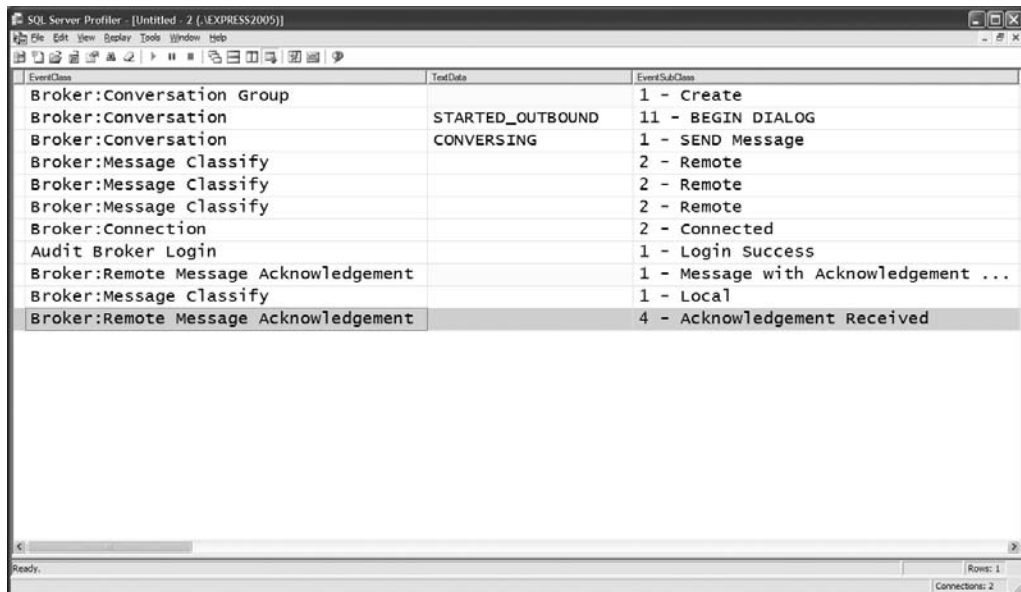 SQL Server Profiler - [Untitled - 2 (.\EXPRESS2005)]
File Edit View Replay Tools Window Help
EventClass TextData EventSubClass
Broker:Conversation Group 1 - Create
Broker:Conversation STARTED_OUTBOUND 11 - BEGIN DIALOG
Broker:Conversation CONVERSING 1 - SEND Message
Broker:Message Classify 2 - Remote
Broker:Message Classify 2 - Remote
Broker:Message Classify 2 - Remote
Broker:Connection 2 - Connected
Audit Broker Login 1 - Login Success
Broker:Remote Message Acknowledgement 1 - Message with Acknowledgement ...
Broker:Message Classify 1 - Local
Broker:Remote Message Acknowledgement 4 - Acknowledgement Received
Ready. Rows: 1
Connections: 2